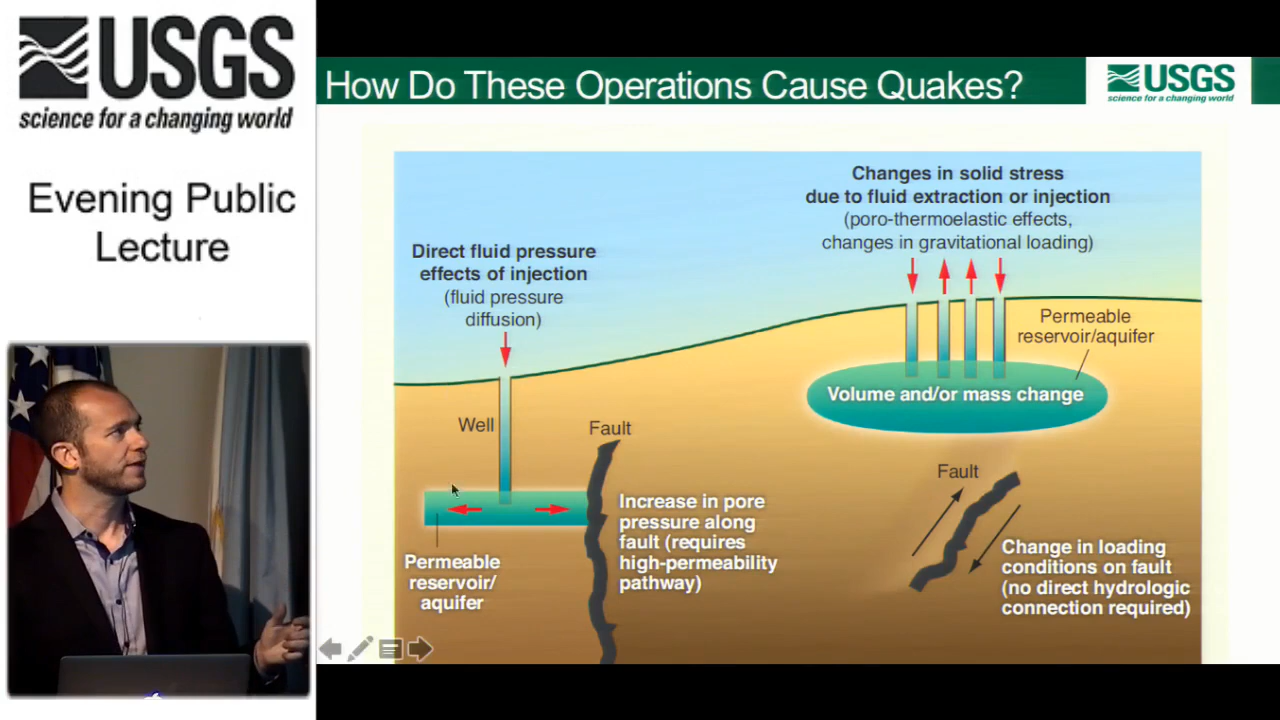 USGS
science for a changing world
Evening Public
Lecture
How Do These Operations Cause Quakes?
USGS
science for a changing world
Direct fluid pressure
effects of injection
(fluid pressure
diffusion)
Changes in solid stress
due to fluid extraction or injection
(poro-thermoelastic effects,
changes in gravitational loading)
Permeable
reservoir/aquifer
Volume and/or mass change
Well
Fault
Fault
Increase in pore
pressure along
fault (requires
high-permeability
pathway)
Permeable
reservoir/
aquifer
Change in loading
conditions on fault
(no direct hydrologic
connection required)